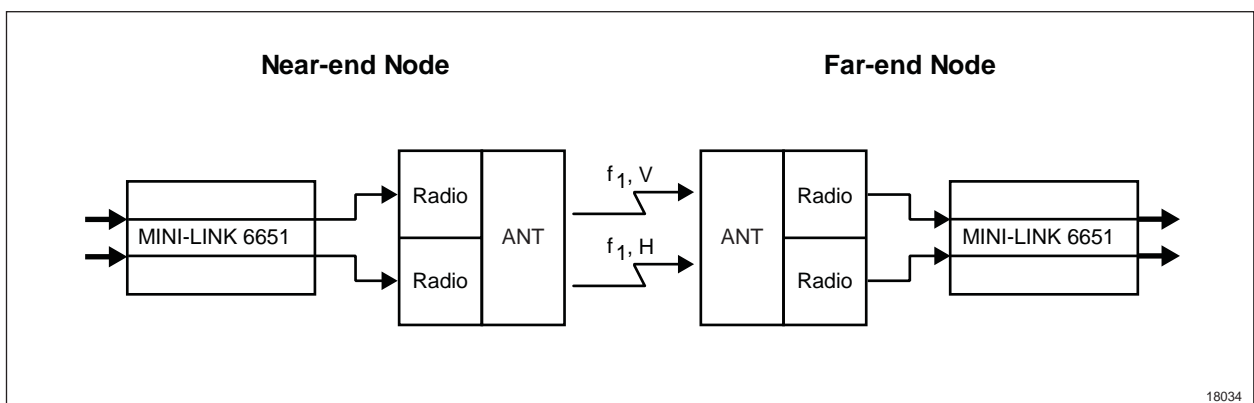 Near-end Node
Far-end Node
MINI-LINK 6651
Radio
Radio
ANT
f1, V
f1, H
ANT
Radio
Radio
MINI-LINK 6651
18034